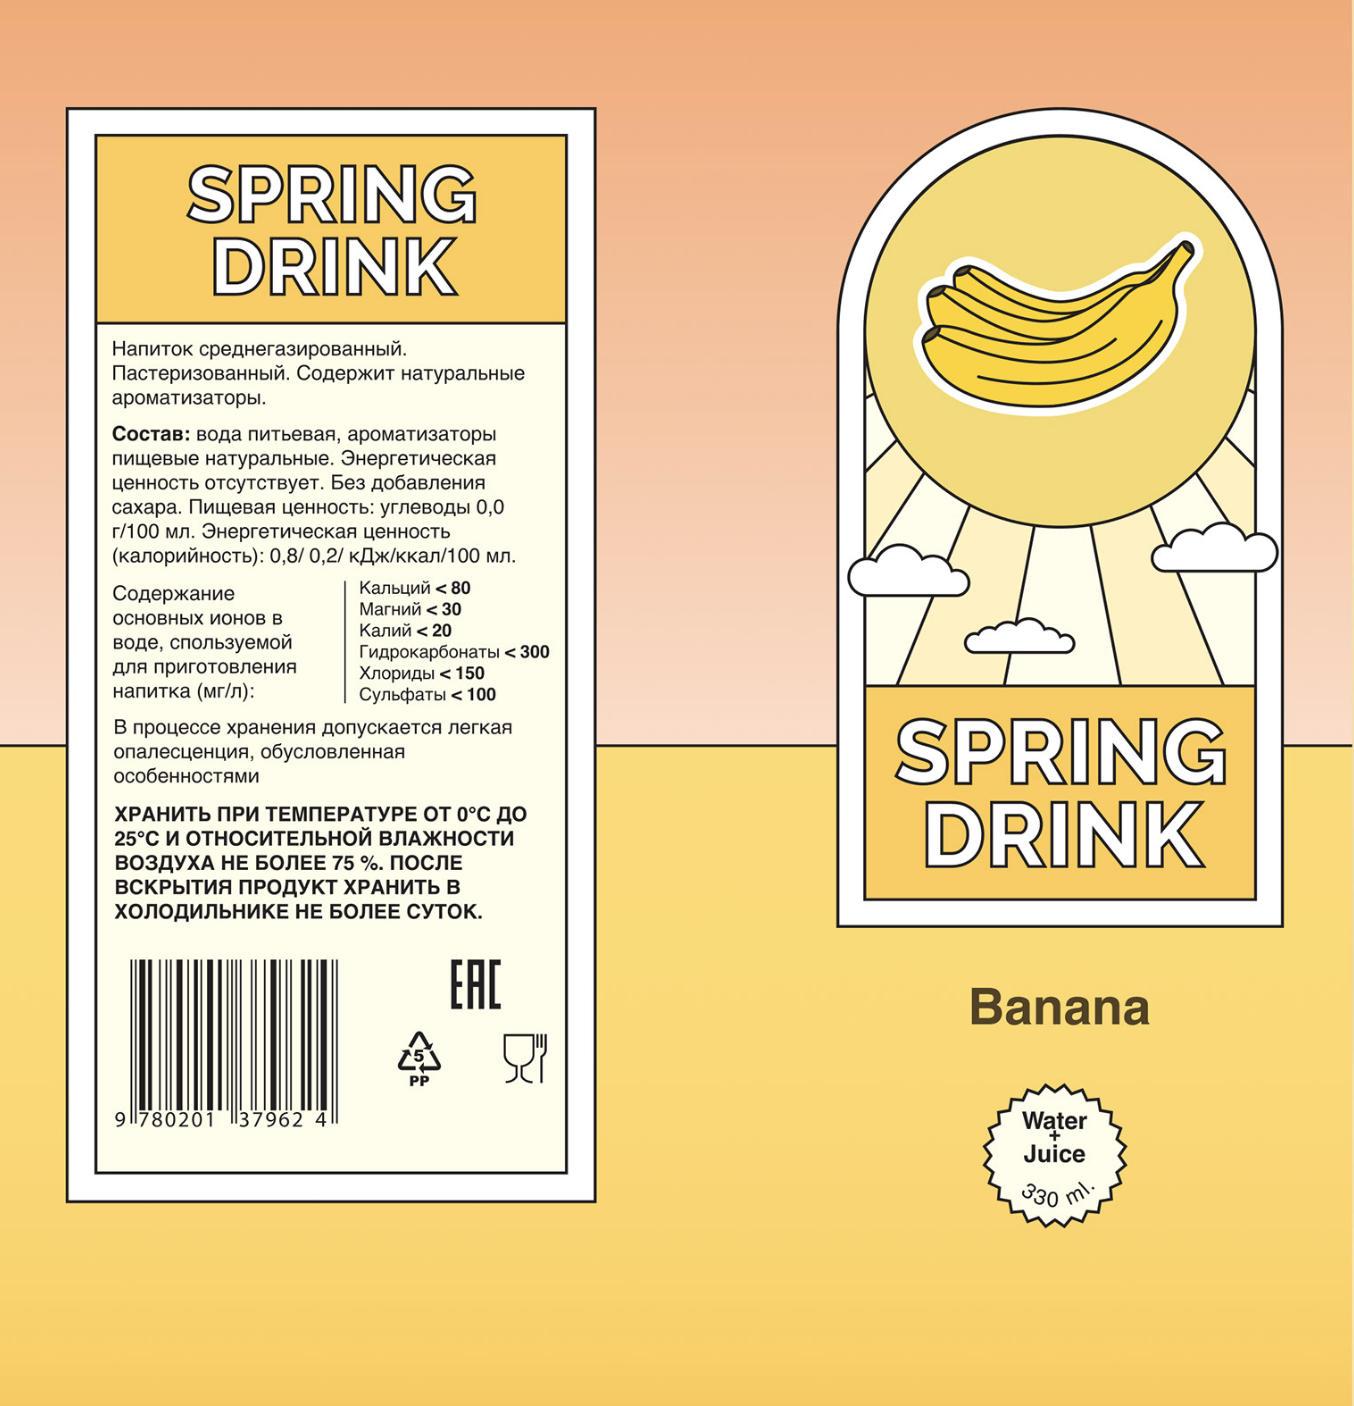 SPRING
DRINK
Напиток среднегазированный.
Пастеризованный. Содержит натуральные
ароматизаторы.
Состав: вода питьевая, ароматизаторы
пищевые натуральные. Энергетическая
ценность отсутствует. Без добавления
сахара. Пищевая ценность: углеводы 0,0
г/100 мл. Энергетическая ценность
(калорийность): 0,8/ 0,2/ кДж/ккал/100 мл.
Содержание
основных ионов в
воде, спользуемой
для приготовления
напитка (мг/л):
Кальций < 80
Магний < 30
Калий < 20
Гидрокарбонаты < 300
Хлориды < 150
Сульфаты < 100
В процессе хранения допускается легкая
опалесценция, обусловленная
особенностями
ХРАНИТЬ ПРИ ТЕМПЕРАТУРЕ ОТ 0°С ДО
25°С И ОТНОСИТЕЛЬНОЙ ВЛАЖНОСТИ
ВОЗДУХА НЕ БОЛЕЕ 75 %. ПОСЛЕ
ВСКРЫТИЯ ПРОДУКТ ХРАНИТЬ В
ХОЛОДИЛЬНИКЕ НЕ БОЛЕЕ СУТОК.
EAC
5
PP
9 780201 37962 4
SPRING
DRINK
Banana
Water
+
Juice
330 ml.